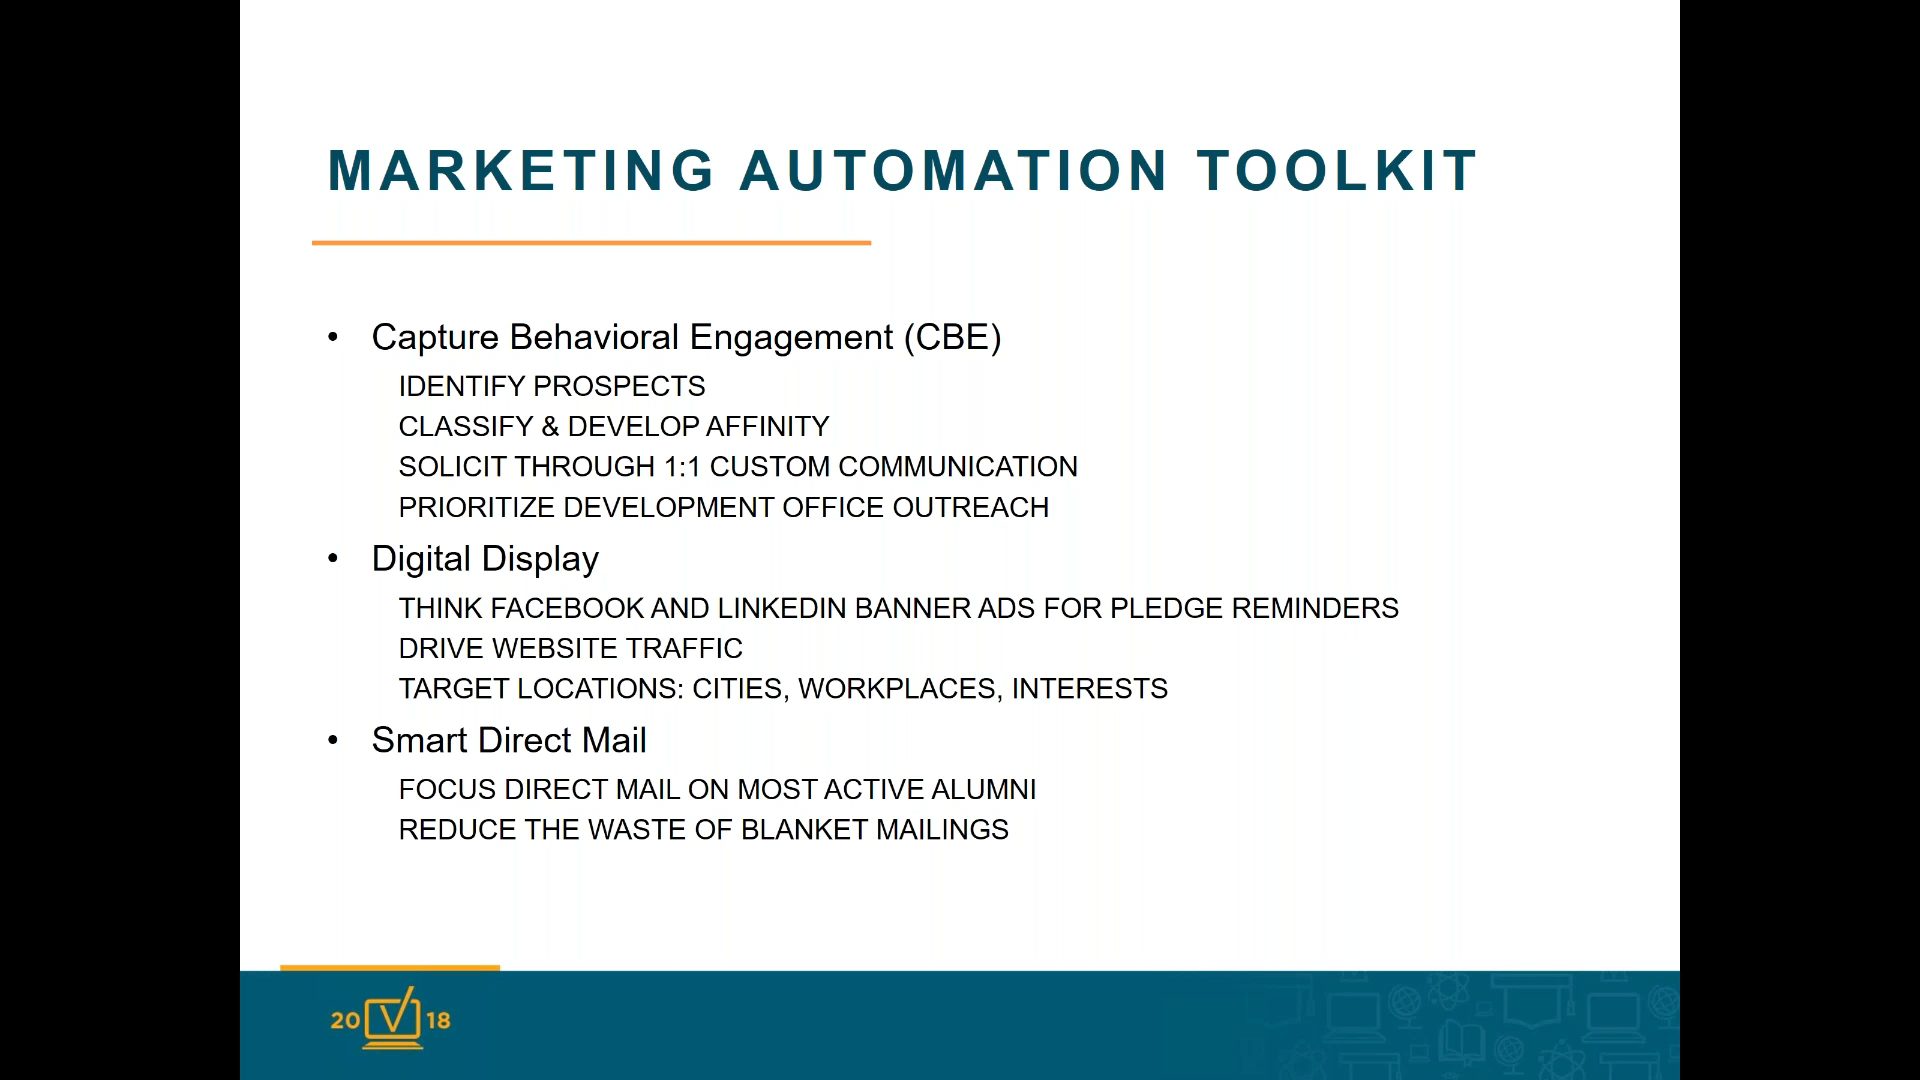 MARKETING AUTOMATION TOOLKIT
• Capture Behavioral Engagement (CBE)
IDENTIFY PROSPECTS
CLASSIFY & DEVELOP AFFINITY
SOLICIT THROUGH 1:1 CUSTOM COMMUNICATION
PRIORITIZE DEVELOPMENT OFFICE OUTREACH
• Digital Display
THINK FACEBOOK AND LINKEDIN BANNER ADS FOR PLEDGE REMINDERS
DRIVE WEBSITE TRAFFIC
TARGET LOCATIONS: CITIES, WORKPLACES, INTERESTS
• Smart Direct Mail
FOCUS DIRECT MAIL ON MOST ACTIVE ALUMNI
REDUCE THE WASTE OF BLANKET MAILINGS
20 V 18